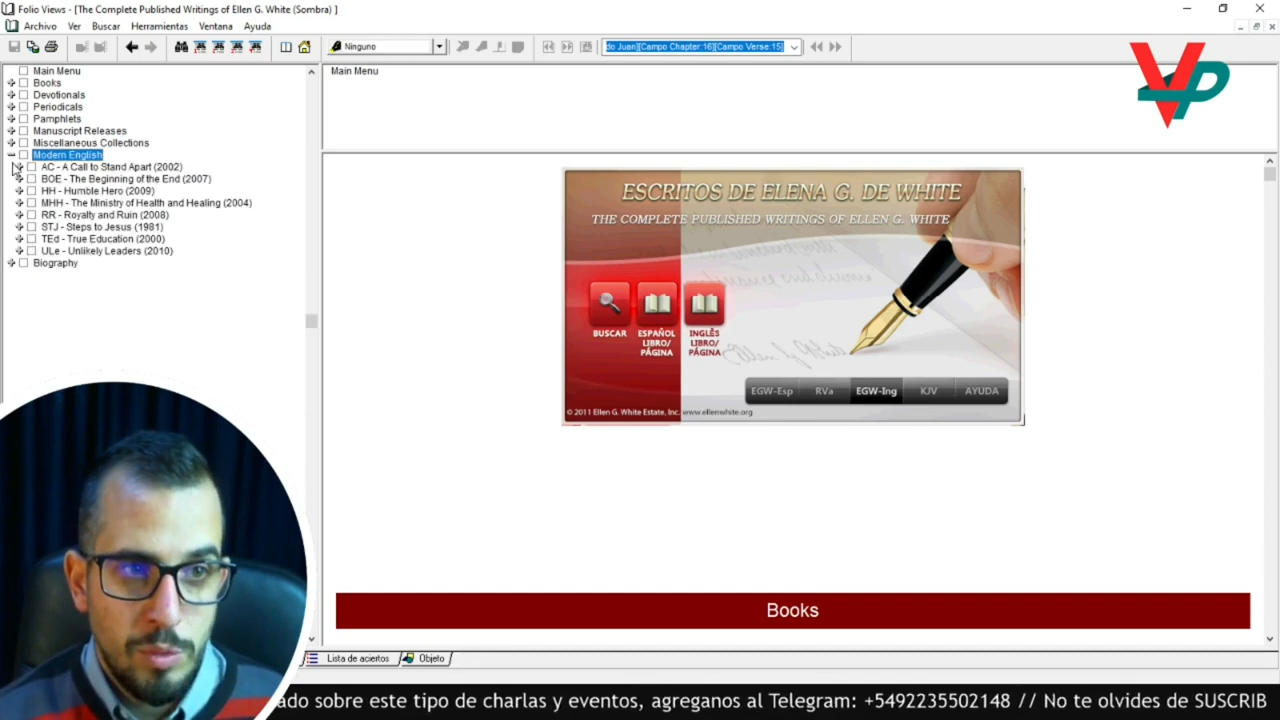 Folio Views - [The Complete Published Writings of Ellen G. White (Sombra) ]
Archivo Ver Buscar Herramientas Ventana Ayuda
Ninguno
do Juan][Campo Chapter:16][Campo Verse:15]
Main Menu
Books
Devotionals
Periodicals
Pamphlets
Manuscript Releases
Miscellaneous Collections
Modern English
AC - A Call to Stand Apart (2002)
BOE - The Beginning of the End (2007)
HH - Humble Hero (2009)
MHH - The Ministry of Health and Healing (2004)
RR - Royalty and Ruin (2008)
STJ - Steps to Jesus (1981)
TEd - True Education (2000)
ULe - Unlikely Leaders (2010)
Biography
Main Menu
VP
ESCRITOS DE ELENA G. DE WHITE
THE COMPLETE PUBLISHED WRITINGS OF ELLEN G. WHITE
BUSCAR
ESPAÑOL
LIBRO/
PÁGINA
INGLÊS
LIBRO/
PÁGINA
EGW-Esp RVa EGW-Ing KJV AYUDA
© 2011 Ellen G. White Estate, Inc. www.ellenwhite.org
Books
Lista de aciertos Objeto
ado sobre este tipo de charlas y eventos, agreganos al Telegram: +5492235502148 // No te olvides de SUSCRIB